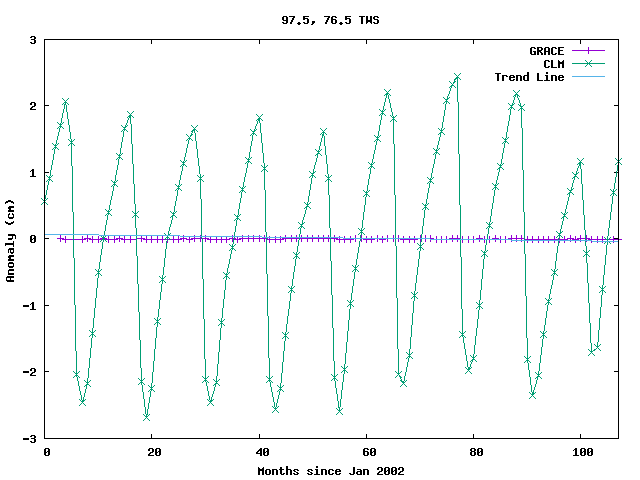 97.5, 76.5 TWS
GRACE
CLM
Trend Line
3
2
1
0
-1
-2
-3
Anomaly (cm)
0 20 40 60 80 100
Months since Jan 2002